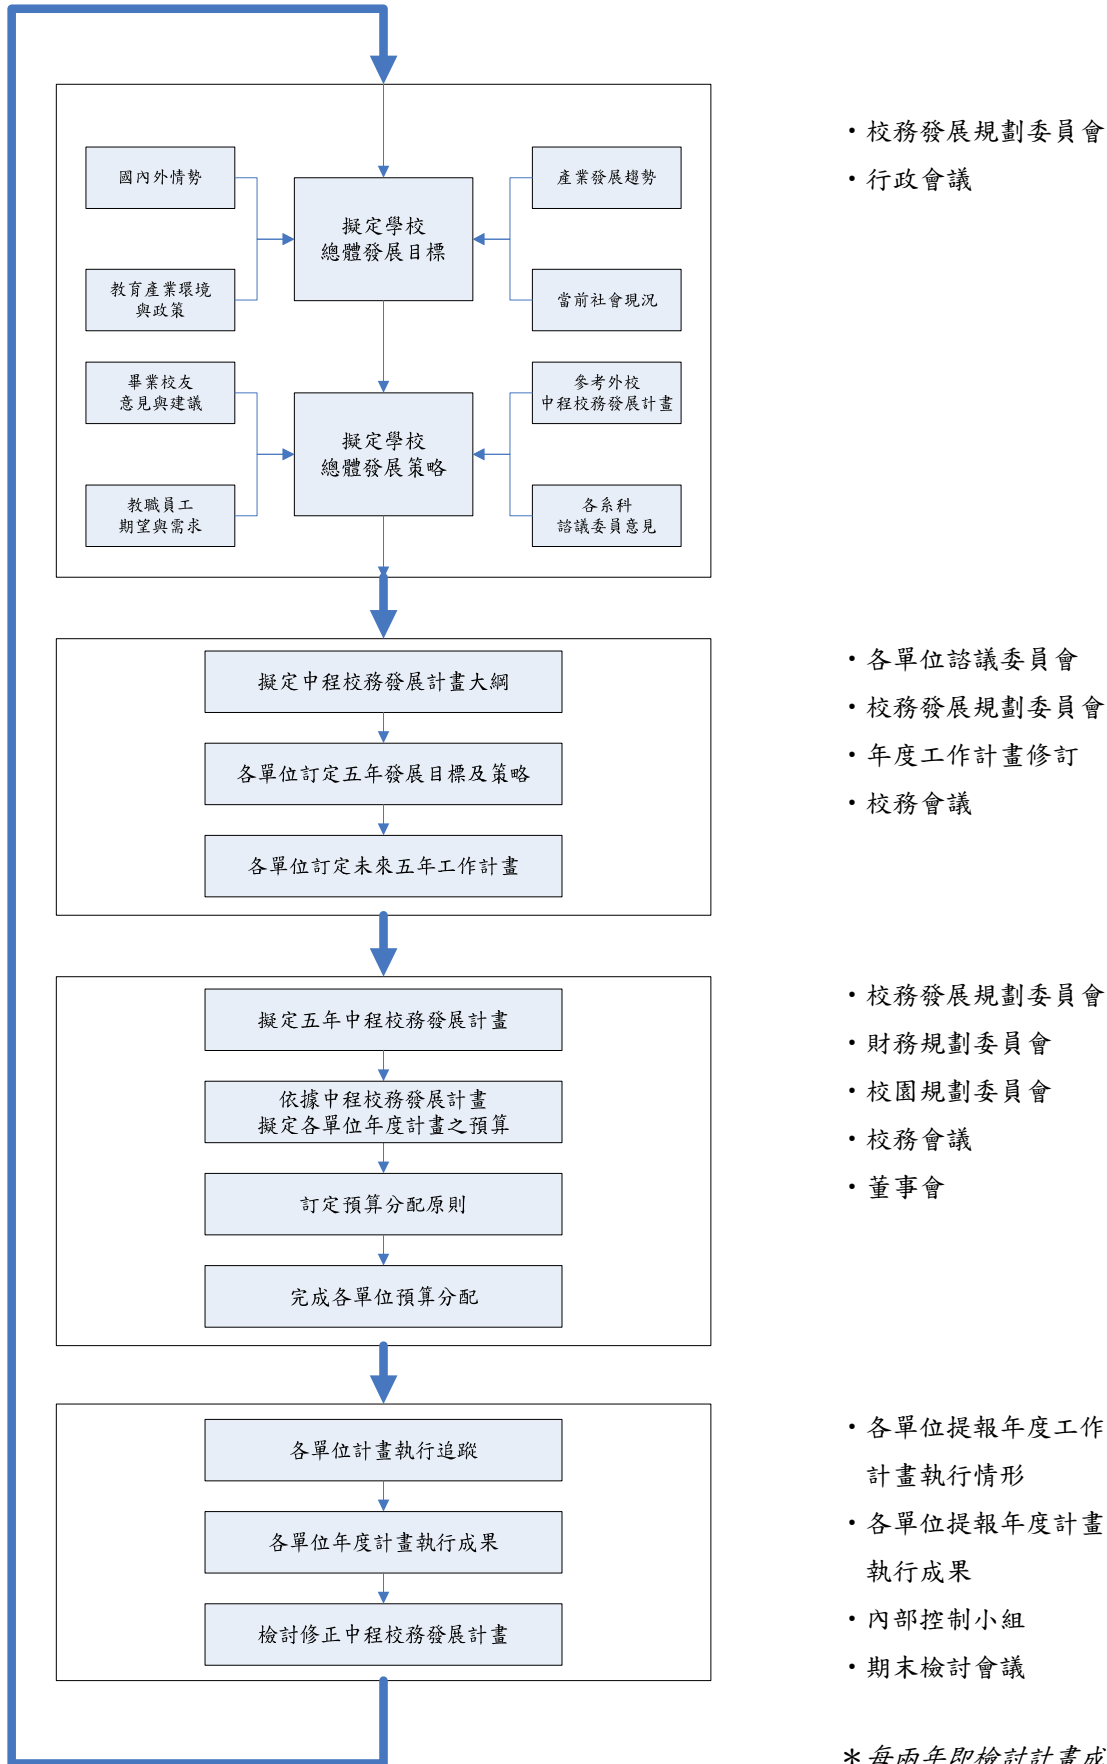 ・校務發展規劃委員會
・行政會議
國內外情勢
產業發展趨勢
擬定學校
總體發展目標
教育產業環境
與政策
當前社會現況
畢業校友
意見與建議
參考外校
中程校務發展計畫
擬定學校
總體發展策略
教職員工
期望與需求
各系科
諮議委員意見
擬定中程校務發展計畫大綱
各單位訂定五年發展目標及策略
各單位訂定未來五年工作計畫
・各單位諮議委員會
・校務發展規劃委員會
・年度工作計畫修訂
・校務會議
擬定五年中程校務發展計畫
依據中程校務發展計畫
擬定各單位年度計畫之預算
訂定預算分配原則
完成各單位預算分配
・校務發展規劃委員會
・財務規劃委員會
・校園規劃委員會
・校務會議
・董事會
各單位計畫執行追蹤
各單位年度計畫執行成果
檢討修正中程校務發展計畫
・各單位提報年度工作
計畫執行情形
・各單位提報年度計畫
執行成果
・內部控制小組
・期末檢討會議
＊每兩年即檢討計畫成